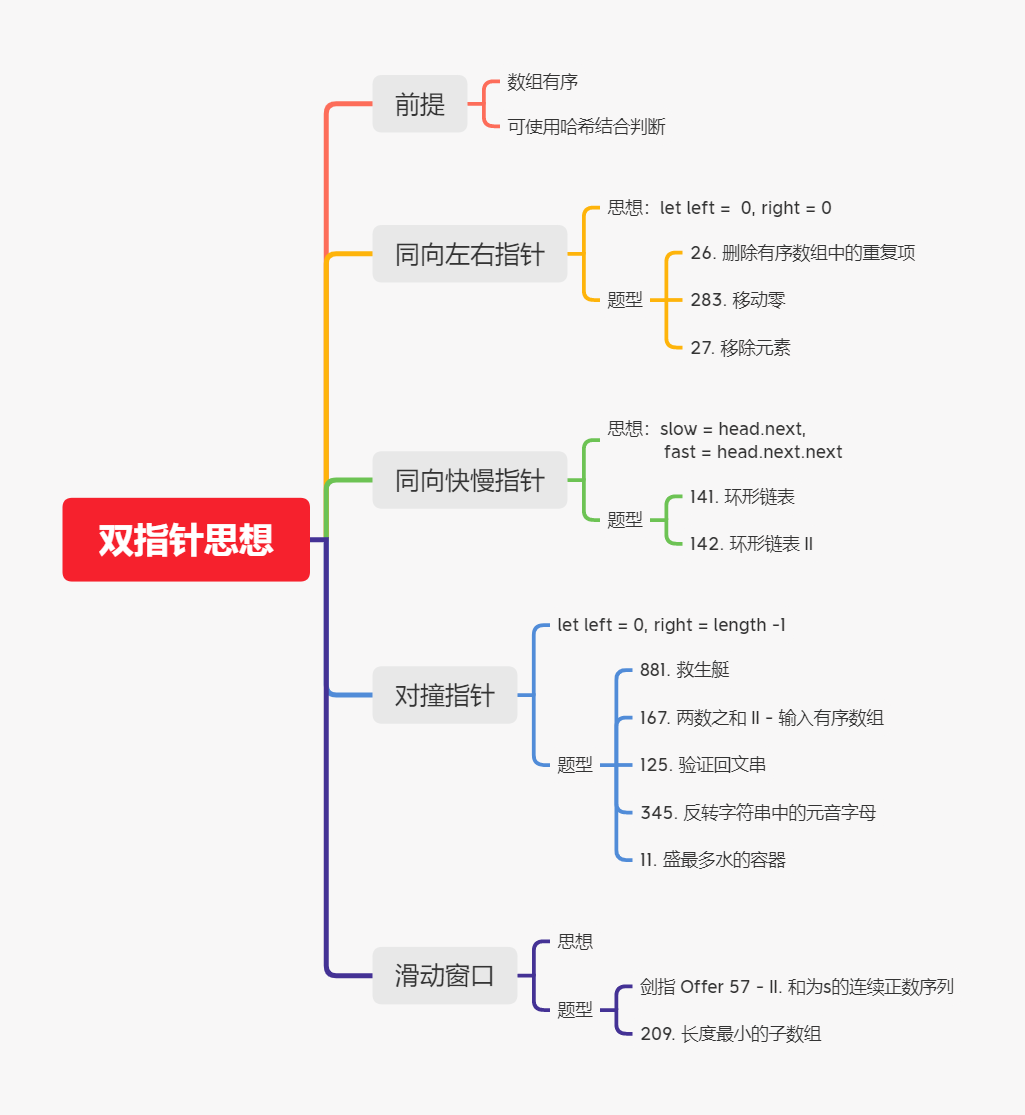 双指针思想
前提
数组有序
可使用哈希结合判断
同向左右指针
思想：let left =  0, right = 0
题型
26. 删除有序数组中的重复项
283. 移动零
27. 移除元素
同向快慢指针
思想：slow = head.next,
fast = head.next.next
题型
141. 环形链表
142. 环形链表 II
对撞指针
let left = 0, right = length -1
题型
881. 救生艇
167. 两数之和 II - 输入有序数组
125. 验证回文串
345. 反转字符串中的元音字母
11. 盛最多水的容器
滑动窗口
思想
题型
剑指 Offer 57 - II. 和为s的连续正数序列
209. 长度最小的子数组